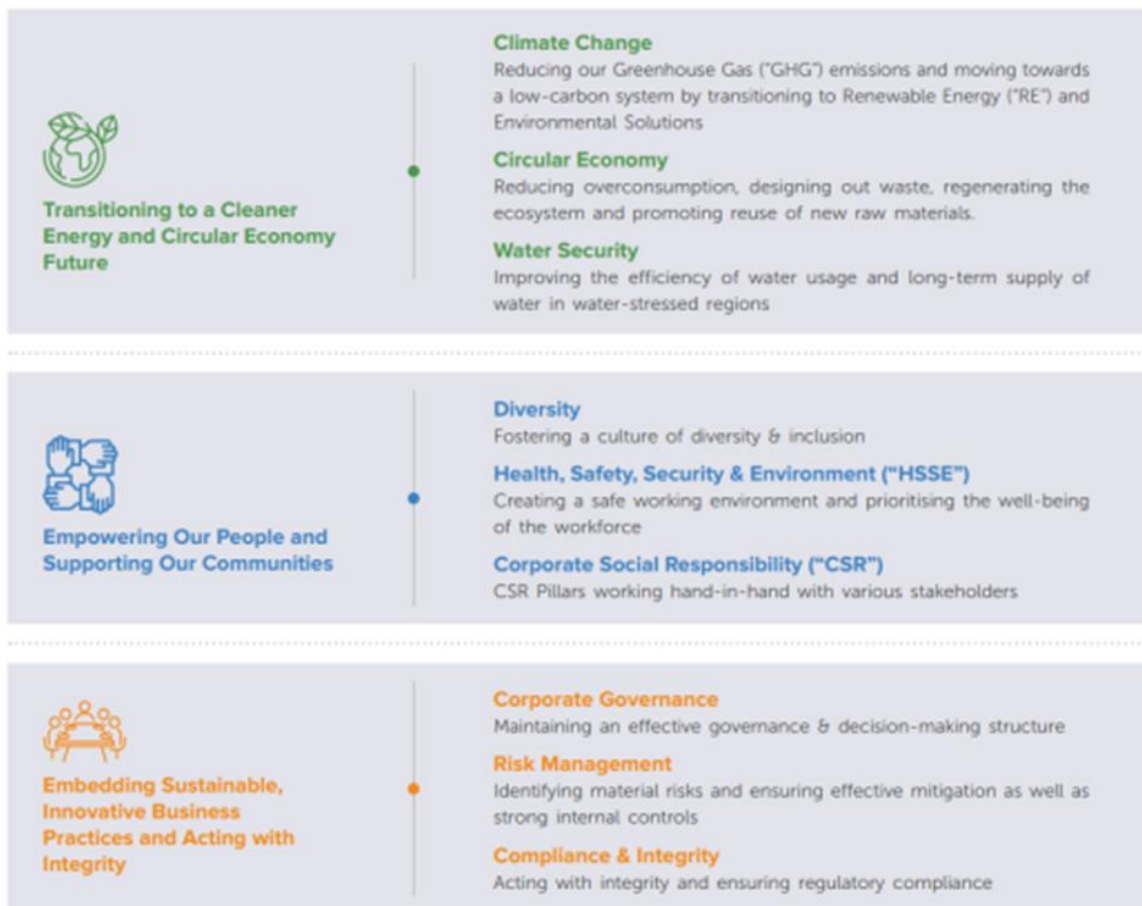 Transitioning to a Cleaner
Energy and Circular Economy
Future
Climate Change
Reducing our Greenhouse Gas ("GHG") emissions and moving towards
a low-carbon system by transitioning to Renewable Energy ("RE") and
Environmental Solutions
Circular Economy
Reducing overconsumption, designing out waste, regenerating the
ecosystem and promoting reuse of new raw materials.
Water Security
Improving the efficiency of water usage and long-term supply of
water in water-stressed regions
Empowering Our People and
Supporting Our Communities
Diversity
Fostering a culture of diversity & inclusion
Health, Safety, Security & Environment (“HSSE”)
Creating a safe working environment and prioritising the well-being
of the workforce
Corporate Social Responsibility (“CSR”)
CSR Pillars working hand-in-hand with various stakeholders
Embedding Sustainable,
Innovative Business
Practices and Acting with
Integrity
Corporate Governance
Maintaining an effective governance & decision-making structure
Risk Management
Identifying material risks and ensuring effective mitigation as well as
strong internal controls
Compliance & Integrity
Acting with integrity and ensuring regulatory compliance